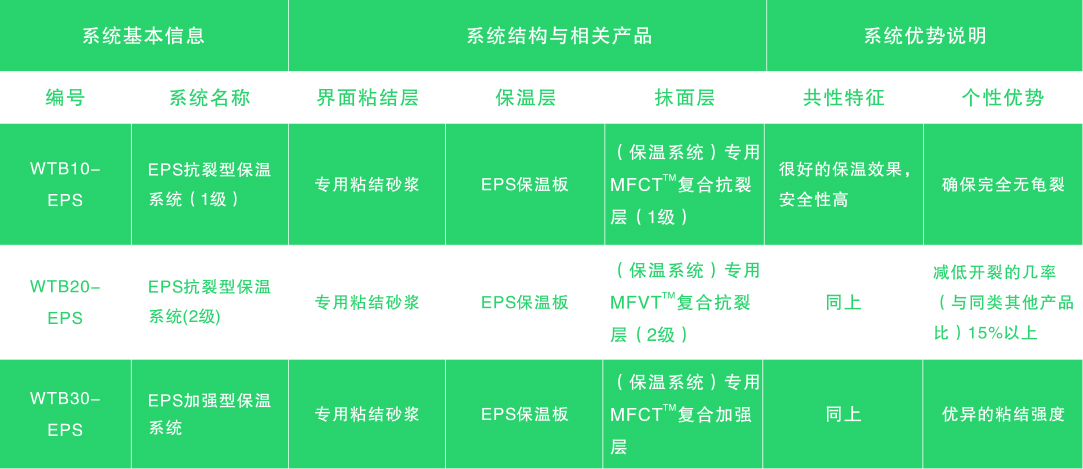 系统基本信息 系统结构与相关产品 系统优势说明
编号 系统名称 界面粘结层 保温层 抹面层 共性特征 个性优势
WTB10-
EPS
EPS抗裂型保温
系统（1级）
专用粘结砂浆
EPS保温板
（保温系统）专用
MFCT™复合抗裂
层（1级）
很好的保温效果，
安全性高
确保完全无龟裂
WTB20-
EPS
EPS抗裂型保温
系统(2级)
专用粘结砂浆
EPS保温板
（保温系统）专用
MFVT™复合抗裂
层（2级）
同上
减低开裂的几率
（与同类其他产品
比）15%以上
WTB30-
EPS
EPS加强型保温
系统
专用粘结砂浆
EPS保温板
（保温系统）专用
MFCT™复合加强
层
同上
优异的粘结强度